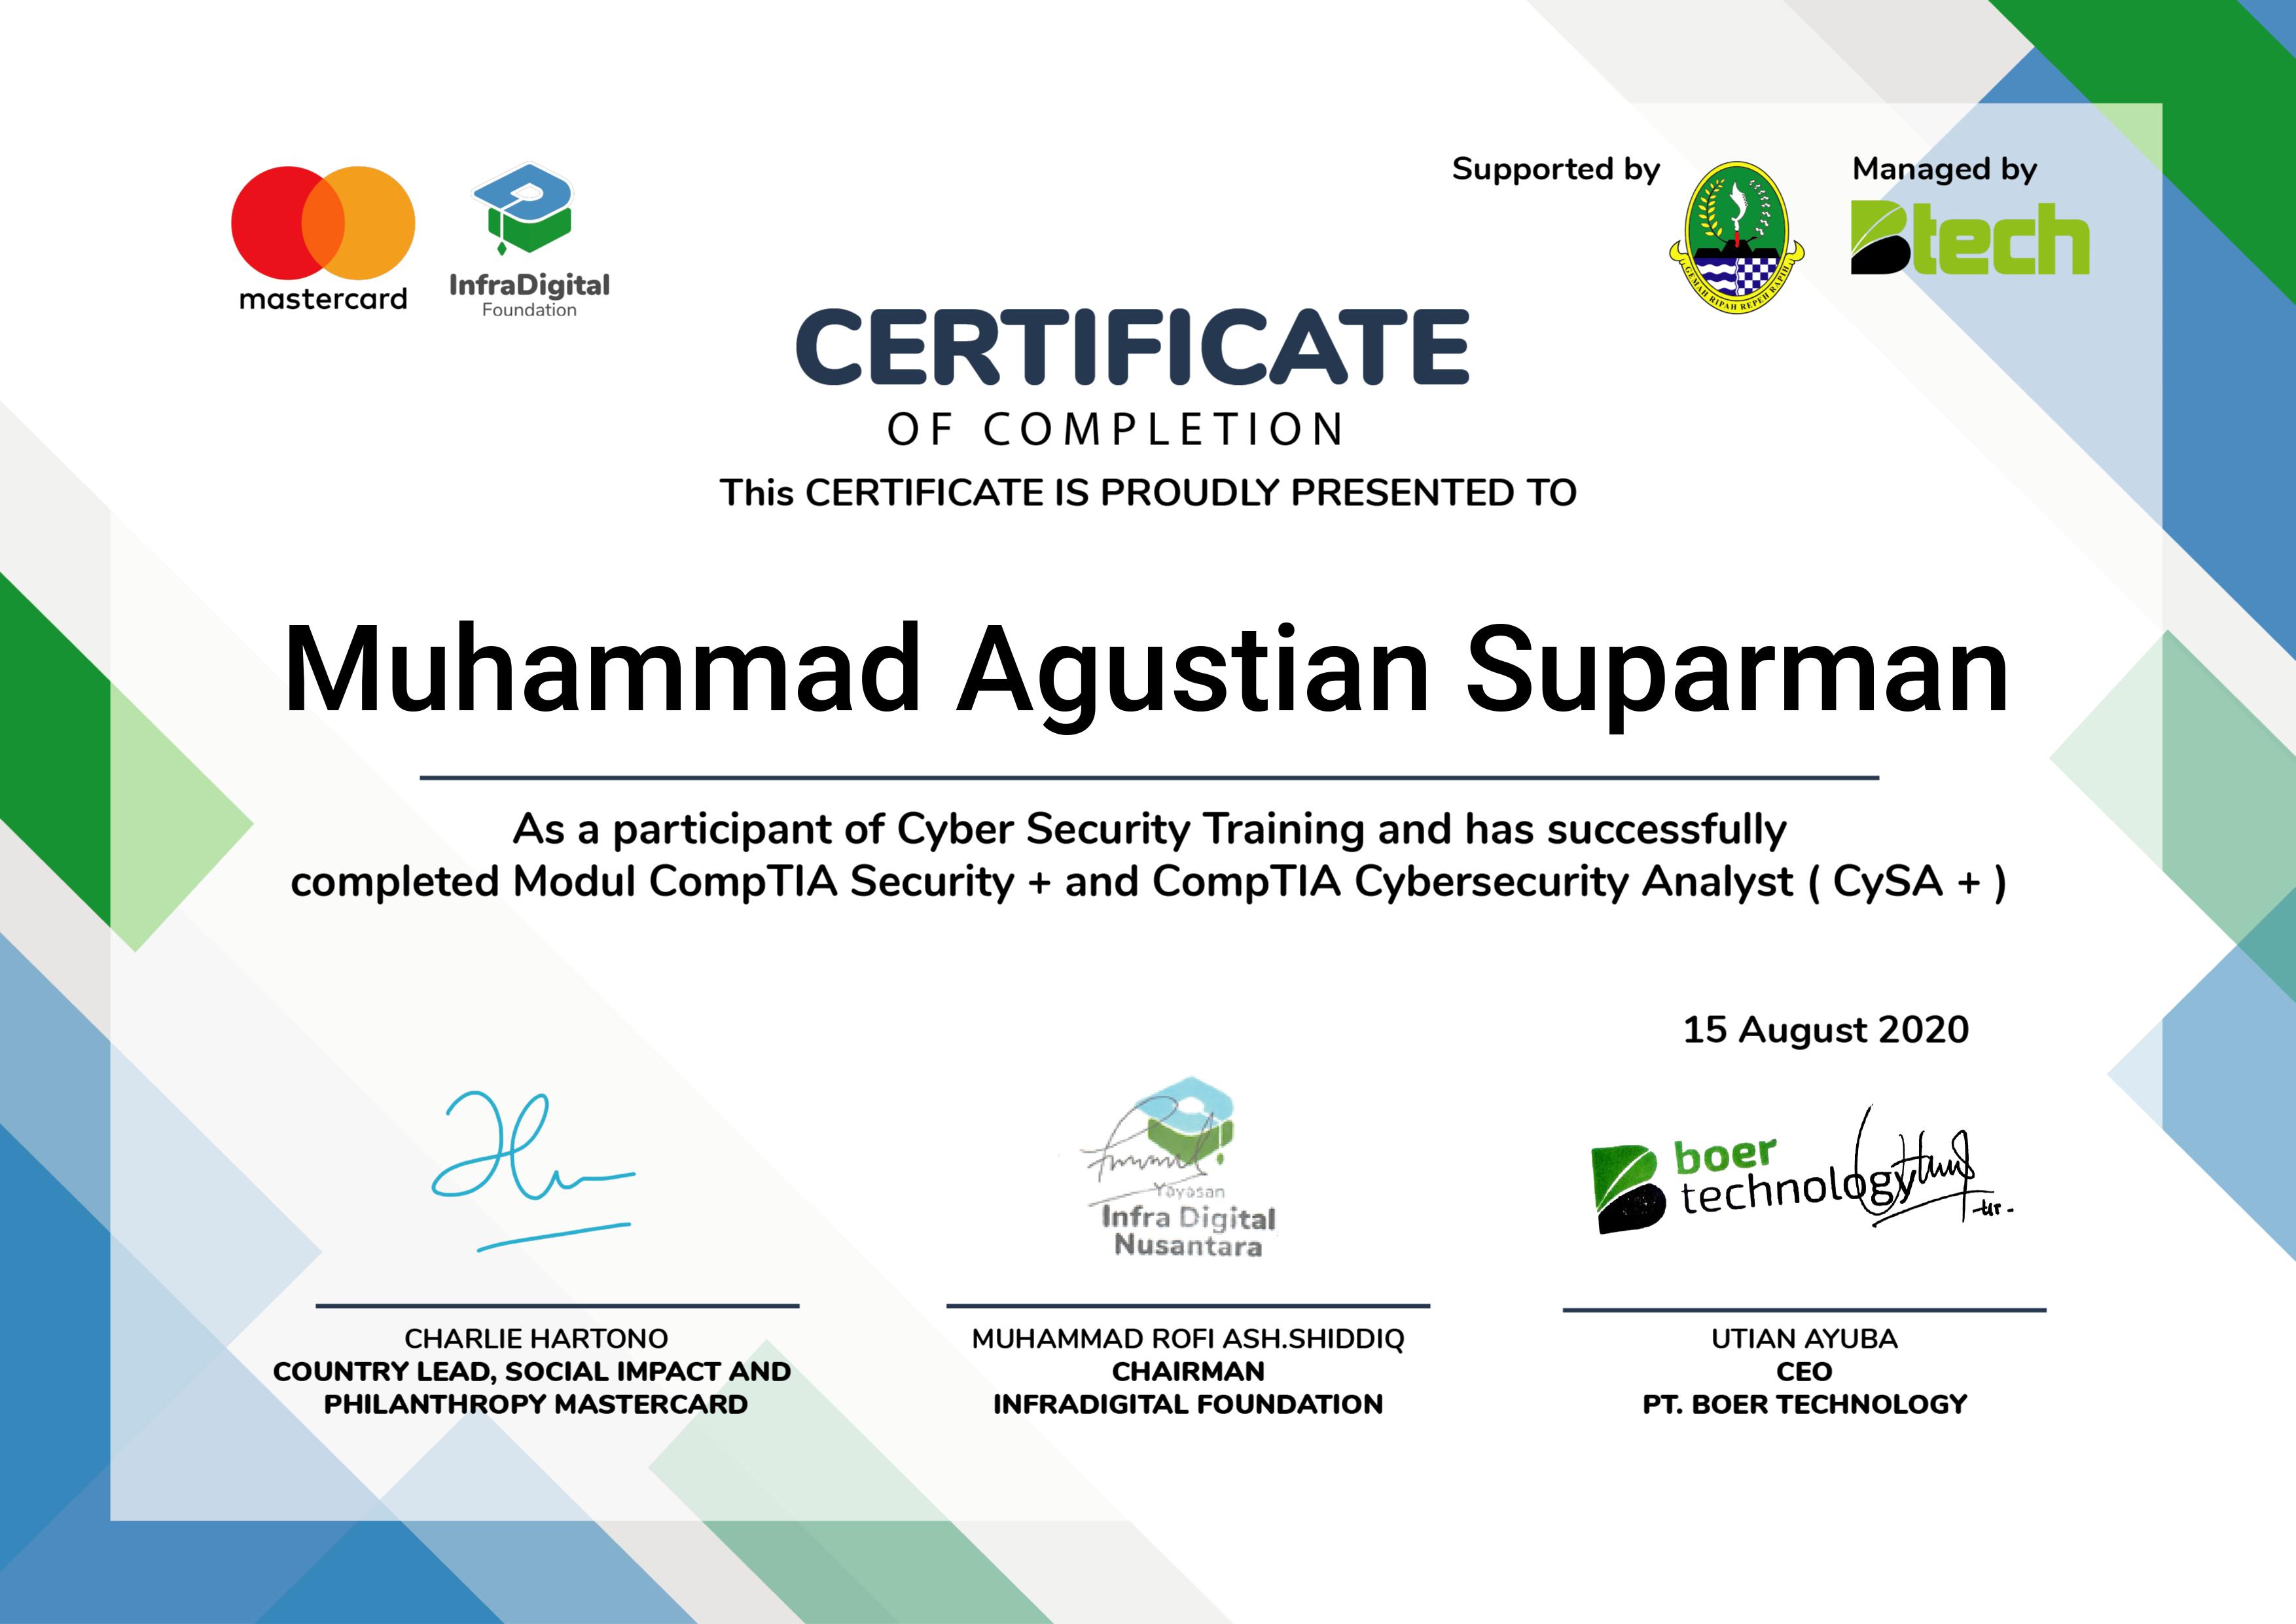 mastercard
InfraDigital
Foundation
Supported by
GEMAH RIPAH REPEH RAPIH
Managed by
Btech
CERTIFICATE
OF COMPLETION
This CERTIFICATE IS PROUDLY PRESENTED TO
Muhammad Agustian Suparman
As a participant of Cyber Security Training and has successfully
completed Modul CompTIA Security + and CompTIA Cybersecurity Analyst ( CySA + )
15 August 2020
Yayasan
Infra Digital
Nusantara
boer
technology
CHARLIE HARTONO
COUNTRY LEAD, SOCIAL IMPACT AND
PHILANTHROPY MASTERCARD
MUHAMMAD ROFI ASH.SHIDDIQ
CHAIRMAN
INFRADIGITAL FOUNDATION
UTIAN AYUBA
CEO
PT. BOER TECHNOLOGY